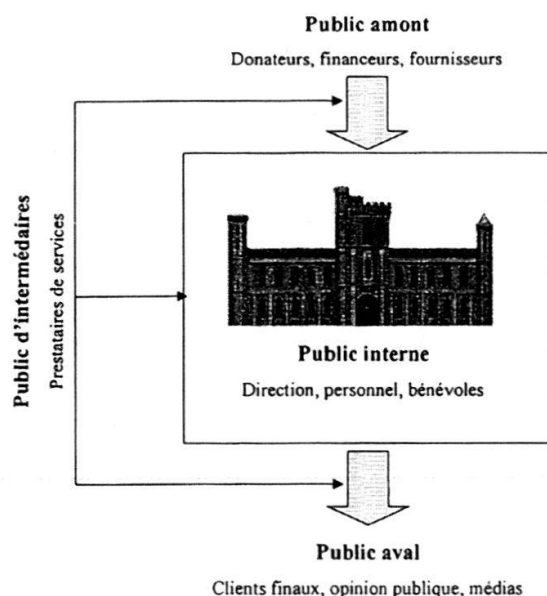 Public amont
Donateurs, financeurs, fournisseurs
Public d'intermédaires
Prestataires de services
Public interne
Direction, personnel, bénévoles
Public aval
Clients finaux, opinion publique, médias